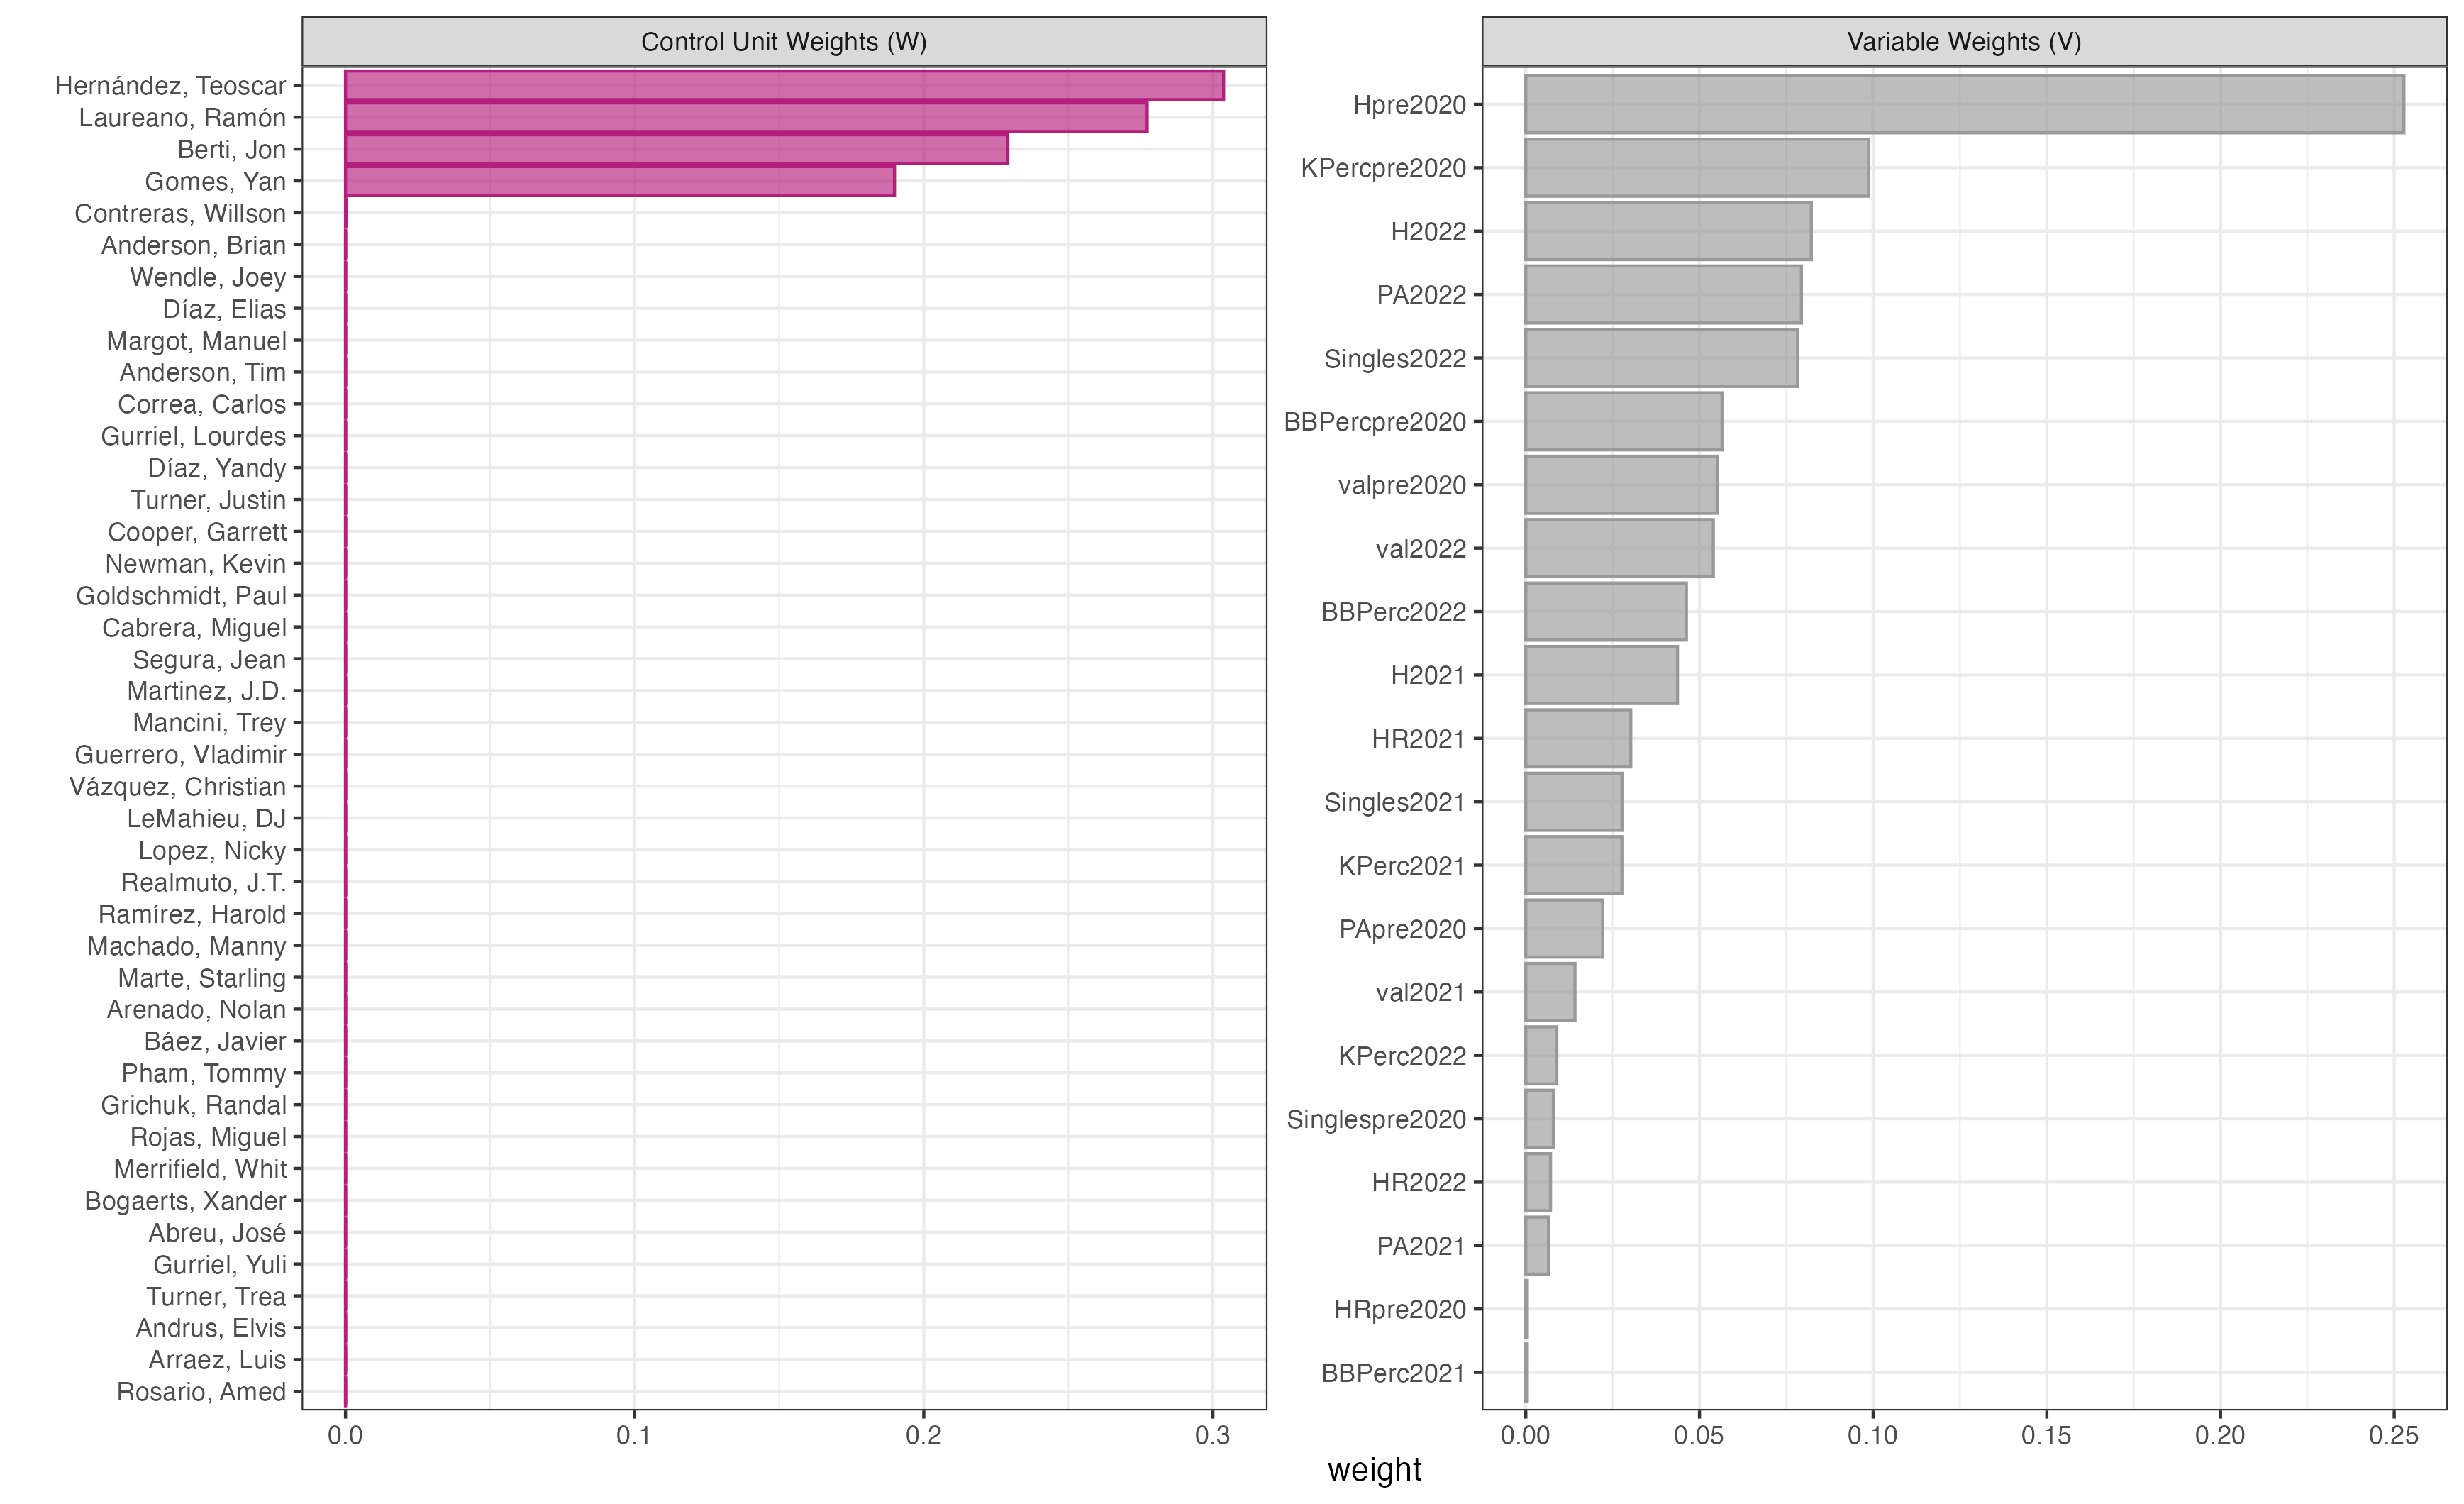 Control Unit Weights (W)
Hernández, Teoscar
Laureano, Ramón
Berti, Jon
Gomes, Yan
Contreras, Willson
Anderson, Brian
Wendle, Joey
Díaz, Elias
Margot, Manuel
Anderson, Tim
Correa, Carlos
Gurriel, Lourdes
Díaz, Yandy
Turner, Justin
Cooper, Garrett
Newman, Kevin
Goldschmidt, Paul
Cabrera, Miguel
Segura, Jean
Martinez, J.D.
Mancini, Trey
Guerrero, Vladimir
Vázquez, Christian
LeMahieu, DJ
Lopez, Nicky
Realmuto, J.T.
Ramírez, Harold
Machado, Manny
Marte, Starling
Arenado, Nolan
Báez, Javier
Pham, Tommy
Grichuk, Randal
Rojas, Miguel
Merrifield, Whit
Bogaerts, Xander
Abreu, José
Gurriel, Yuli
Turner, Trea
Andrus, Elvis
Arraez, Luis
Rosario, Amed
0.0 0.1 0.2 0.3
Variable Weights (V)
Hpre2020
KPercpre2020
H2022
PA2022
Singles2022
BBPercpre2020
valpre2020
val2022
BBPerc2022
H2021
HR2021
Singles2021
KPerc2021
PApre2020
val2021
KPerc2022
Singlespre2020
HR2022
PA2021
HRpre2020
BBPerc2021
0.00 0.05 0.10 0.15 0.20 0.25
weight